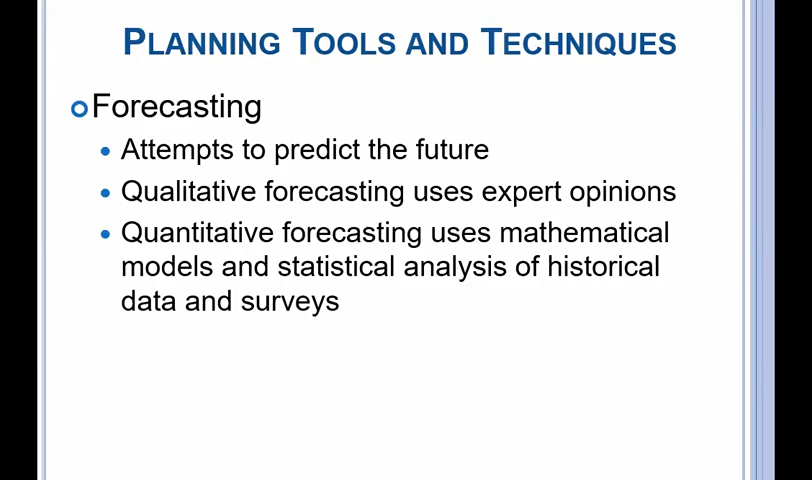 PLANNING TOOLS AND TECHNIQUES
Forecasting
Attempts to predict the future
Qualitative forecasting uses expert opinions
Quantitative forecasting uses mathematical
models and statistical analysis of historical
data and surveys